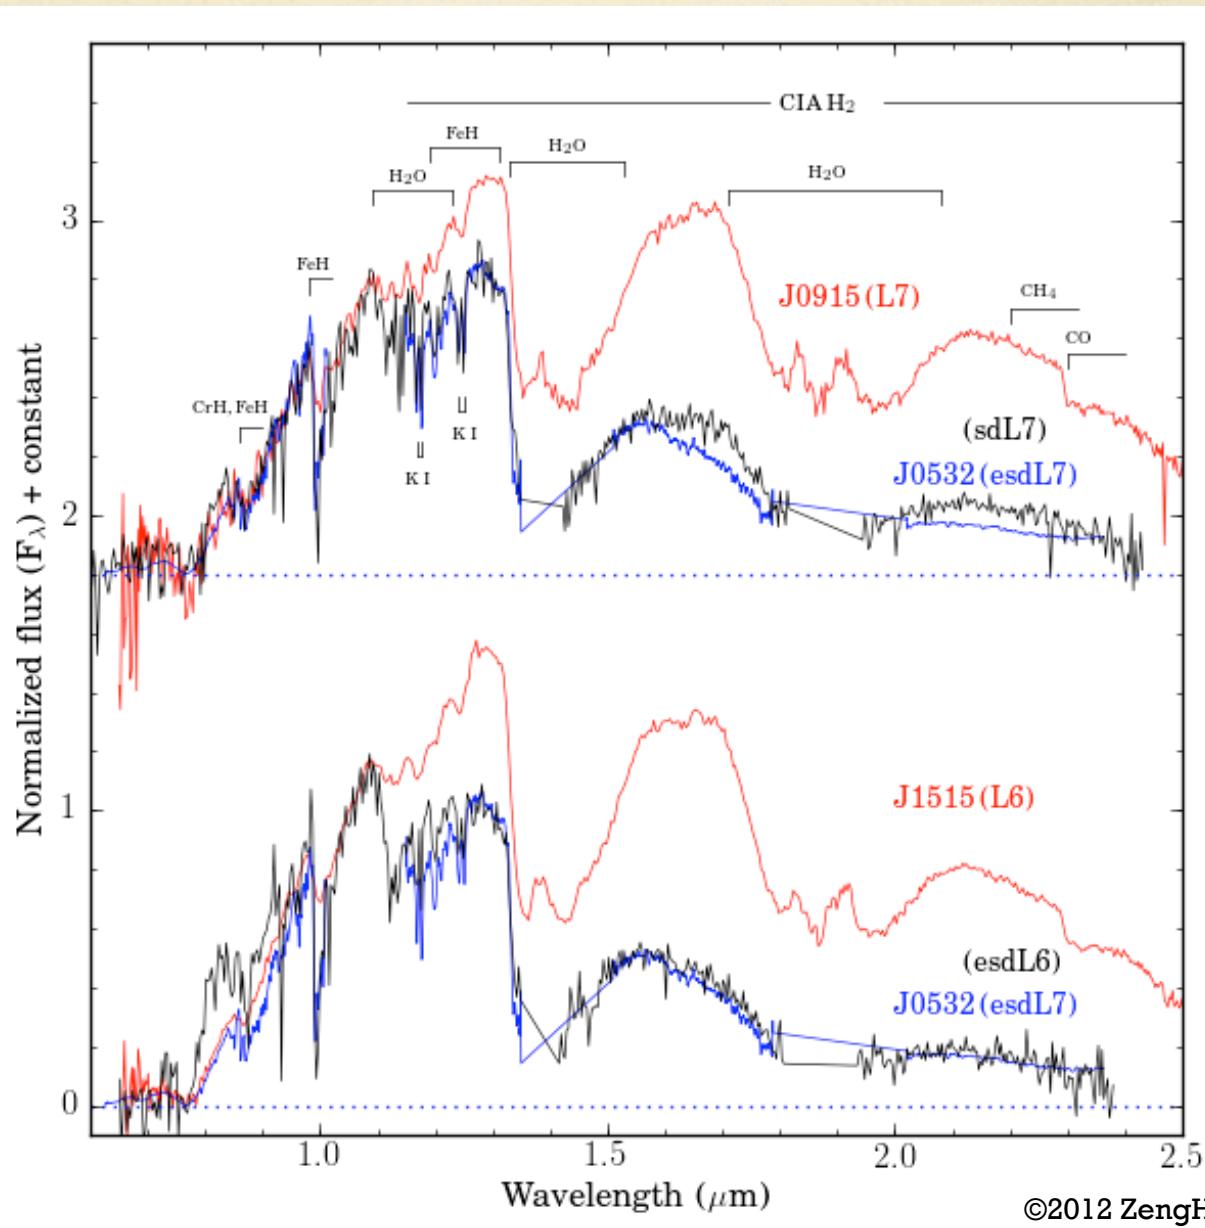 CIA H₂
FeH
H₂O
H₂O
H₂O
FeH
CrH, FeH
K I
K I
CH₄
CO
J0915 (L7)
(sdL7)
J0532 (esdL7)
J1515 (L6)
(esdL6)
J0532 (esdL7)
3
2
1
0
Normalized flux (Fλ) + constant
1.0
1.5
2.0
2.5
Wavelength (μm)
©2012 ZengH